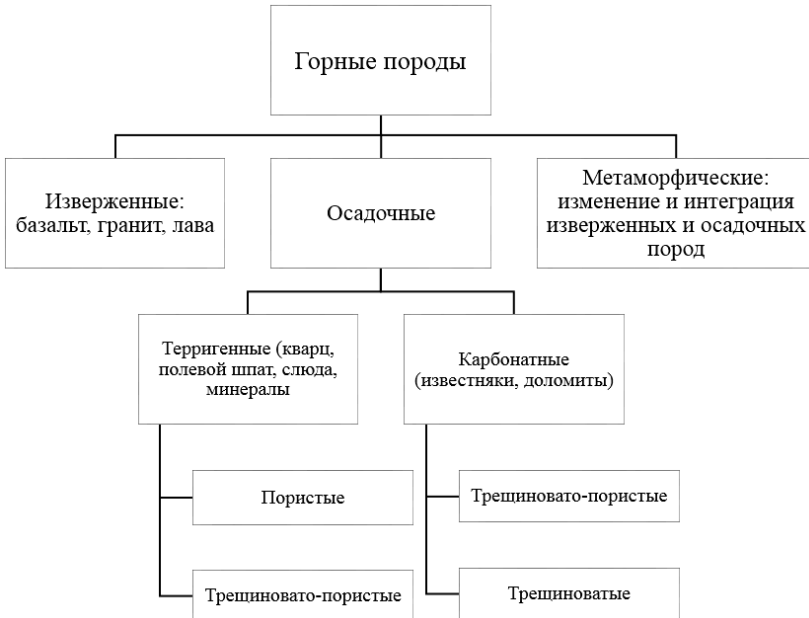 Горные породы
Изверженные:
базальт, гранит, лава
Осадочные
Метаморфические:
изменение и интеграция
изверженных и осадочных
пород
Терригенные (кварц,
полевой шпат, слюда,
минералы
Карбонатные
(известняки, доломиты)
Пористые
Трещиновато-пористые
Трещиновато-пористые
Трещиноватые